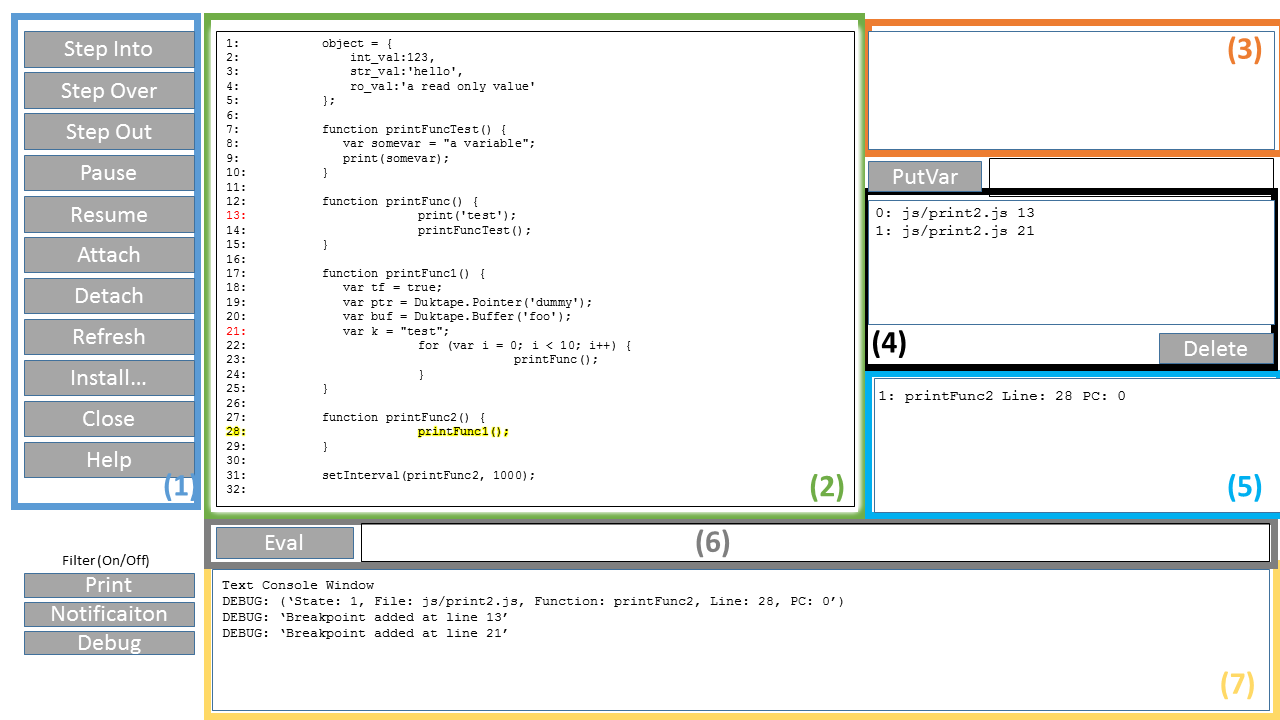 Step Into
Step Over
Step Out
Pause
Resume
Attach
Detach
Refresh
Install...
Close
Help
(1)
1: object = {
2: int_val:123,
3: str_val:'hello',
4: ro_val:'a read only value'
5: };
6:
7: function printFuncTest() {
8: var somevar = "a variable";
9: print(somevar);
10: }
11:
12: function printFunc() {
13: print('test');
14: printFuncTest();
15: }
16:
17: function printFunc1() {
18: var tf = true;
19: var ptr = Duktape.Pointer('dummy');
20: var buf = Duktape.Buffer('foo');
21: var k = "test";
22: for (var i = 0; i < 10; i++) {
23: printFunc();
24: }
25: }
26:
27: function printFunc2() {
28: printFunc1();
29: }
30:
31: setInterval(printFunc2, 1000);
32:
(2)
(3)
PutVar
0: js/print2.js 13
1: js/print2.js 21
(4)
Delete
1: printFunc2 Line: 28 PC: 0
(5)
Eval
(6)
Filter(On/Off)
Print
Notificaiton
Debug
Text Console Window
DEBUG: (‘State: 1, File: js/print2.js, Function: printFunc2, Line: 28, PC: 0’)
DEBUG: ‘Breakpoint added at line 13’
DEBUG: ‘Breakpoint added at line 21’
(7)